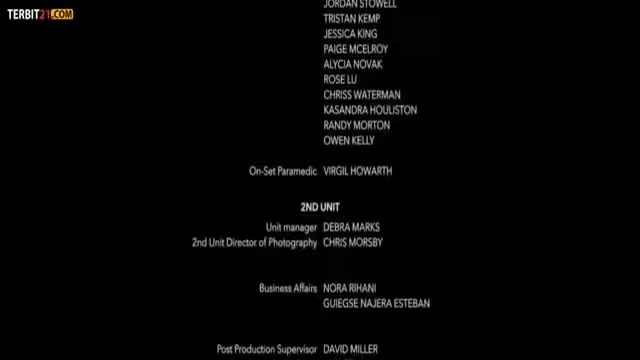 TERBIT21.COM
JORDAN STOWELL
TRISTAN KEMP
JESSICA KING
PAIGE MCELROY
ALYCIA NOVAK
ROSE LU
CHRISS WATERMAN
KASANDRA HOULISTON
RANDY MORTON
OWEN KELLY
On-Set Paramedic VIRGIL HOWARTH
2ND UNIT
Unit manager DEBRA MARKS
2nd Unit Director of Photography CHRIS MORSBY
Business Affairs NORA RIHANI
GUIEGSE NAJERA ESTEBAN
Post Production Supervisor DAVID MILLER